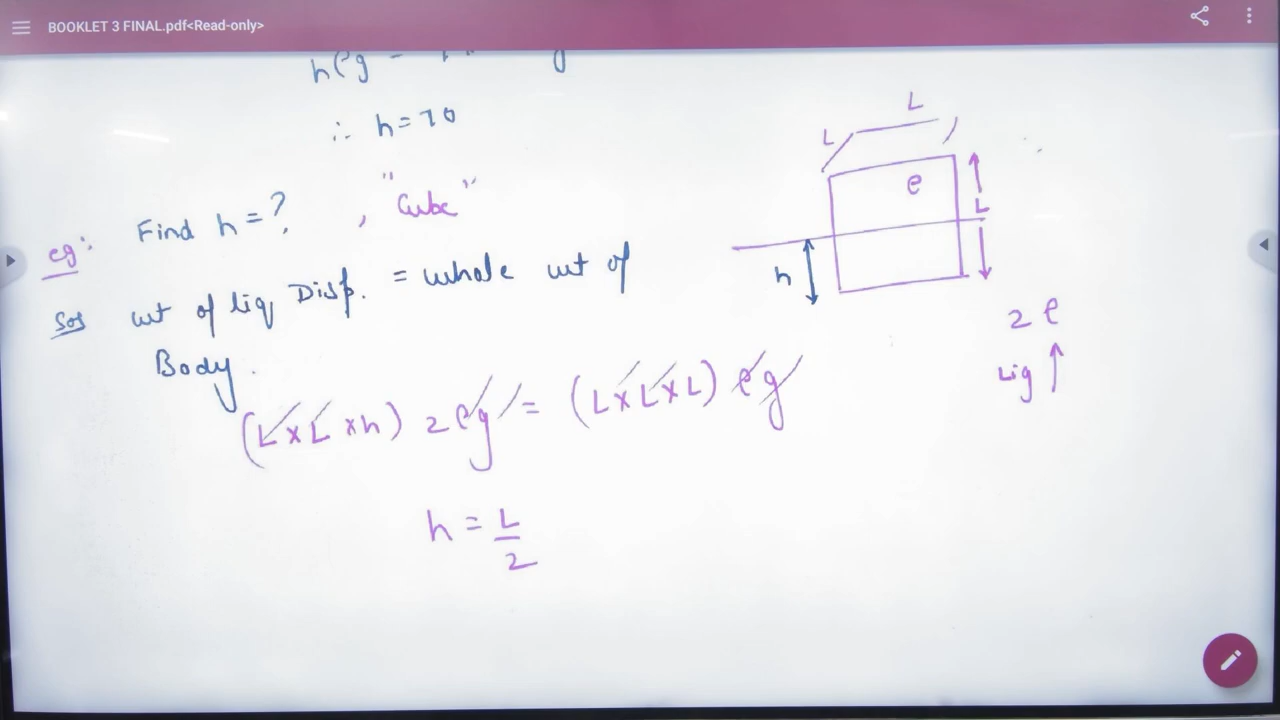 BOOKLET 3 FINAL.pdf<Read-only>
∴ h = 10
eg: Find h = ? , "Cube"
Sol wt of liq Disp. = whole wt of
Body.
(L×L×h) 2ρg = (L×L×L) ρg
h = L/2
L
L
ρ
L
h
2ρ
Liq ↑